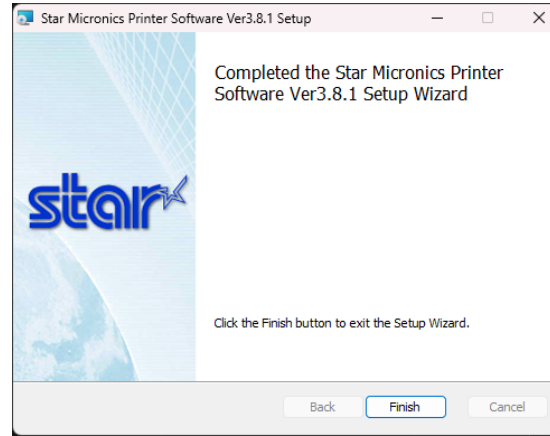 Star Micronics Printer Software Ver3.8.1 Setup
Completed the Star Micronics Printer
Software Ver3.8.1 Setup Wizard
star
Click the Finish button to exit the Setup Wizard.
Back
Finish
Cancel